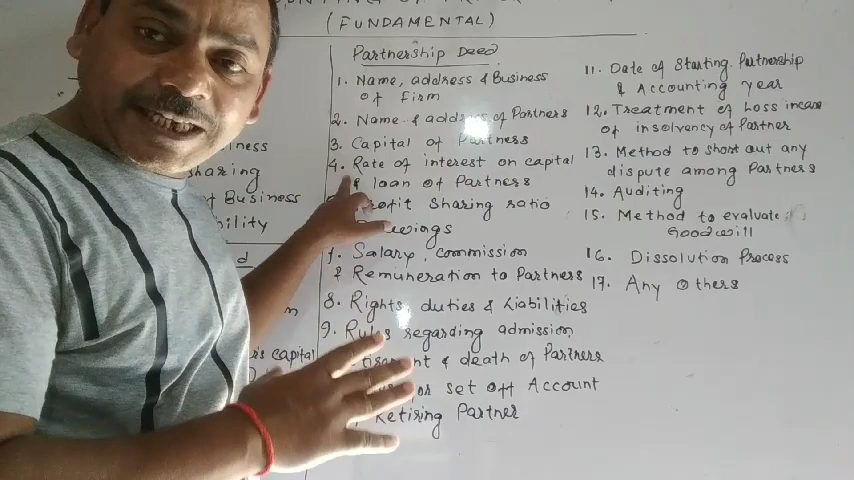 (FUNDAMENTAL)
Partnership Deed
1. Name, address & Business
of Firm
2. Name & address of Partners
3. Capital of Partners
4. Rate of interest on capital
& loan of Partners
Profit Sharing ratio
7. Salary, commission
& Remuneration to Partners
8. Rights, duties & Liabilities
9. Rules regarding admission
& death of Partners
set off Account
Retiring Partner
11. Date of Starting Partnership
& Accounting year
12. Treatment of Loss incase
of insolvency of Partner
13. Method to short out any
dispute among Partners
14. Auditing
15. Method to evaluate
Goodwill
16. Dissolution Process
17. Any Others
sharing
Business
capital